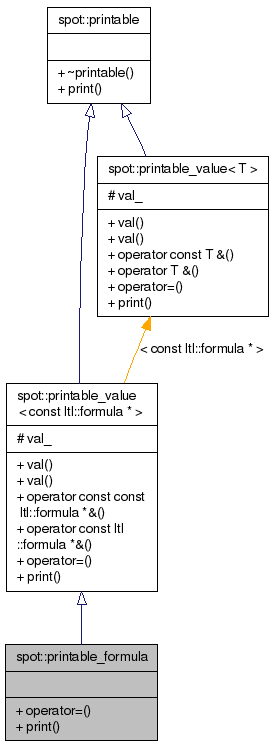 spot::printable
+ ~printable()
+ print()
spot::printable_value< T >
# val_
+ val()
+ val()
+ operator const T &()
+ operator T &()
+ operator=()
+ print()
< const ltl::formula * >
spot::printable_value
< const ltl::formula * >
# val_
+ val()
+ val()
+ operator const const
ltl::formula *&()
+ operator const ltl
::formula *&()
+ operator=()
+ print()
spot::printable_formula
+ operator=()
+ print()